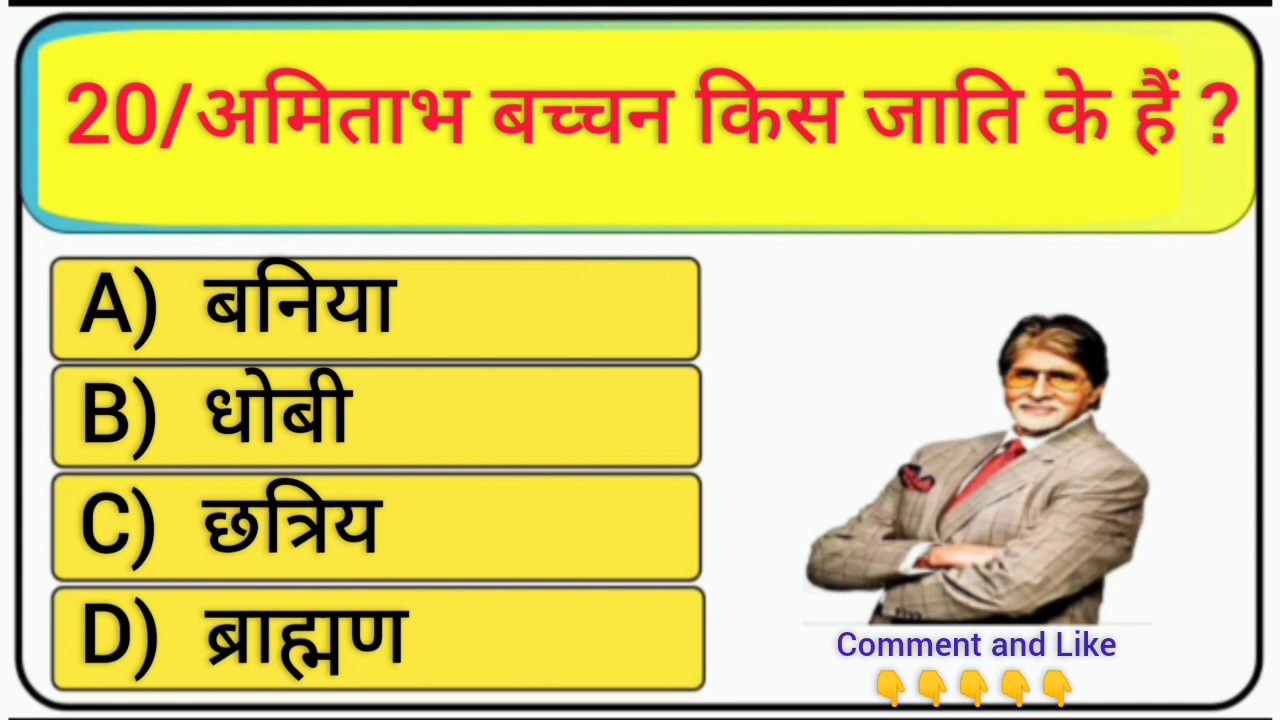 20/अमिताभ बच्चन किस जाति के हैं ?
A) बनिया
B) धोबी
C) छत्रिय
D) ब्राह्मण
Comment and Like
👇👇👇👇👇